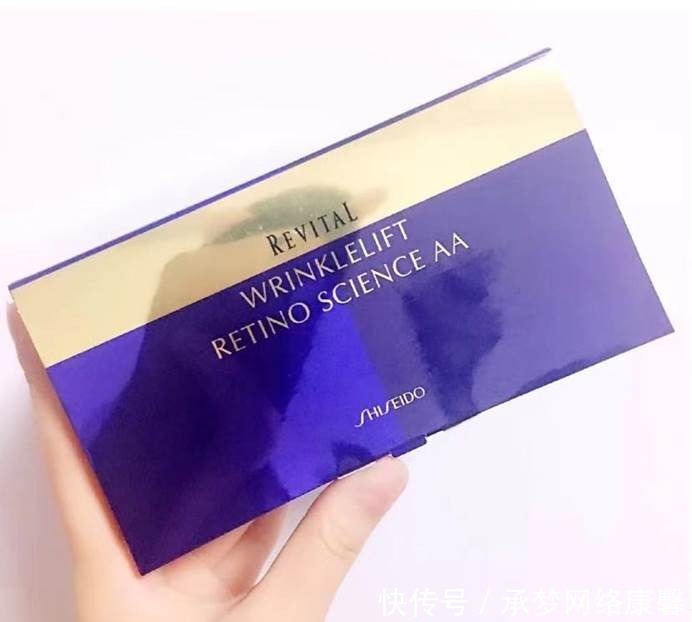 REVITAL
WRINKLELIFT
RETINO SCIENCE AA
SHISEIDO
快传号 / 承梦网络康馨